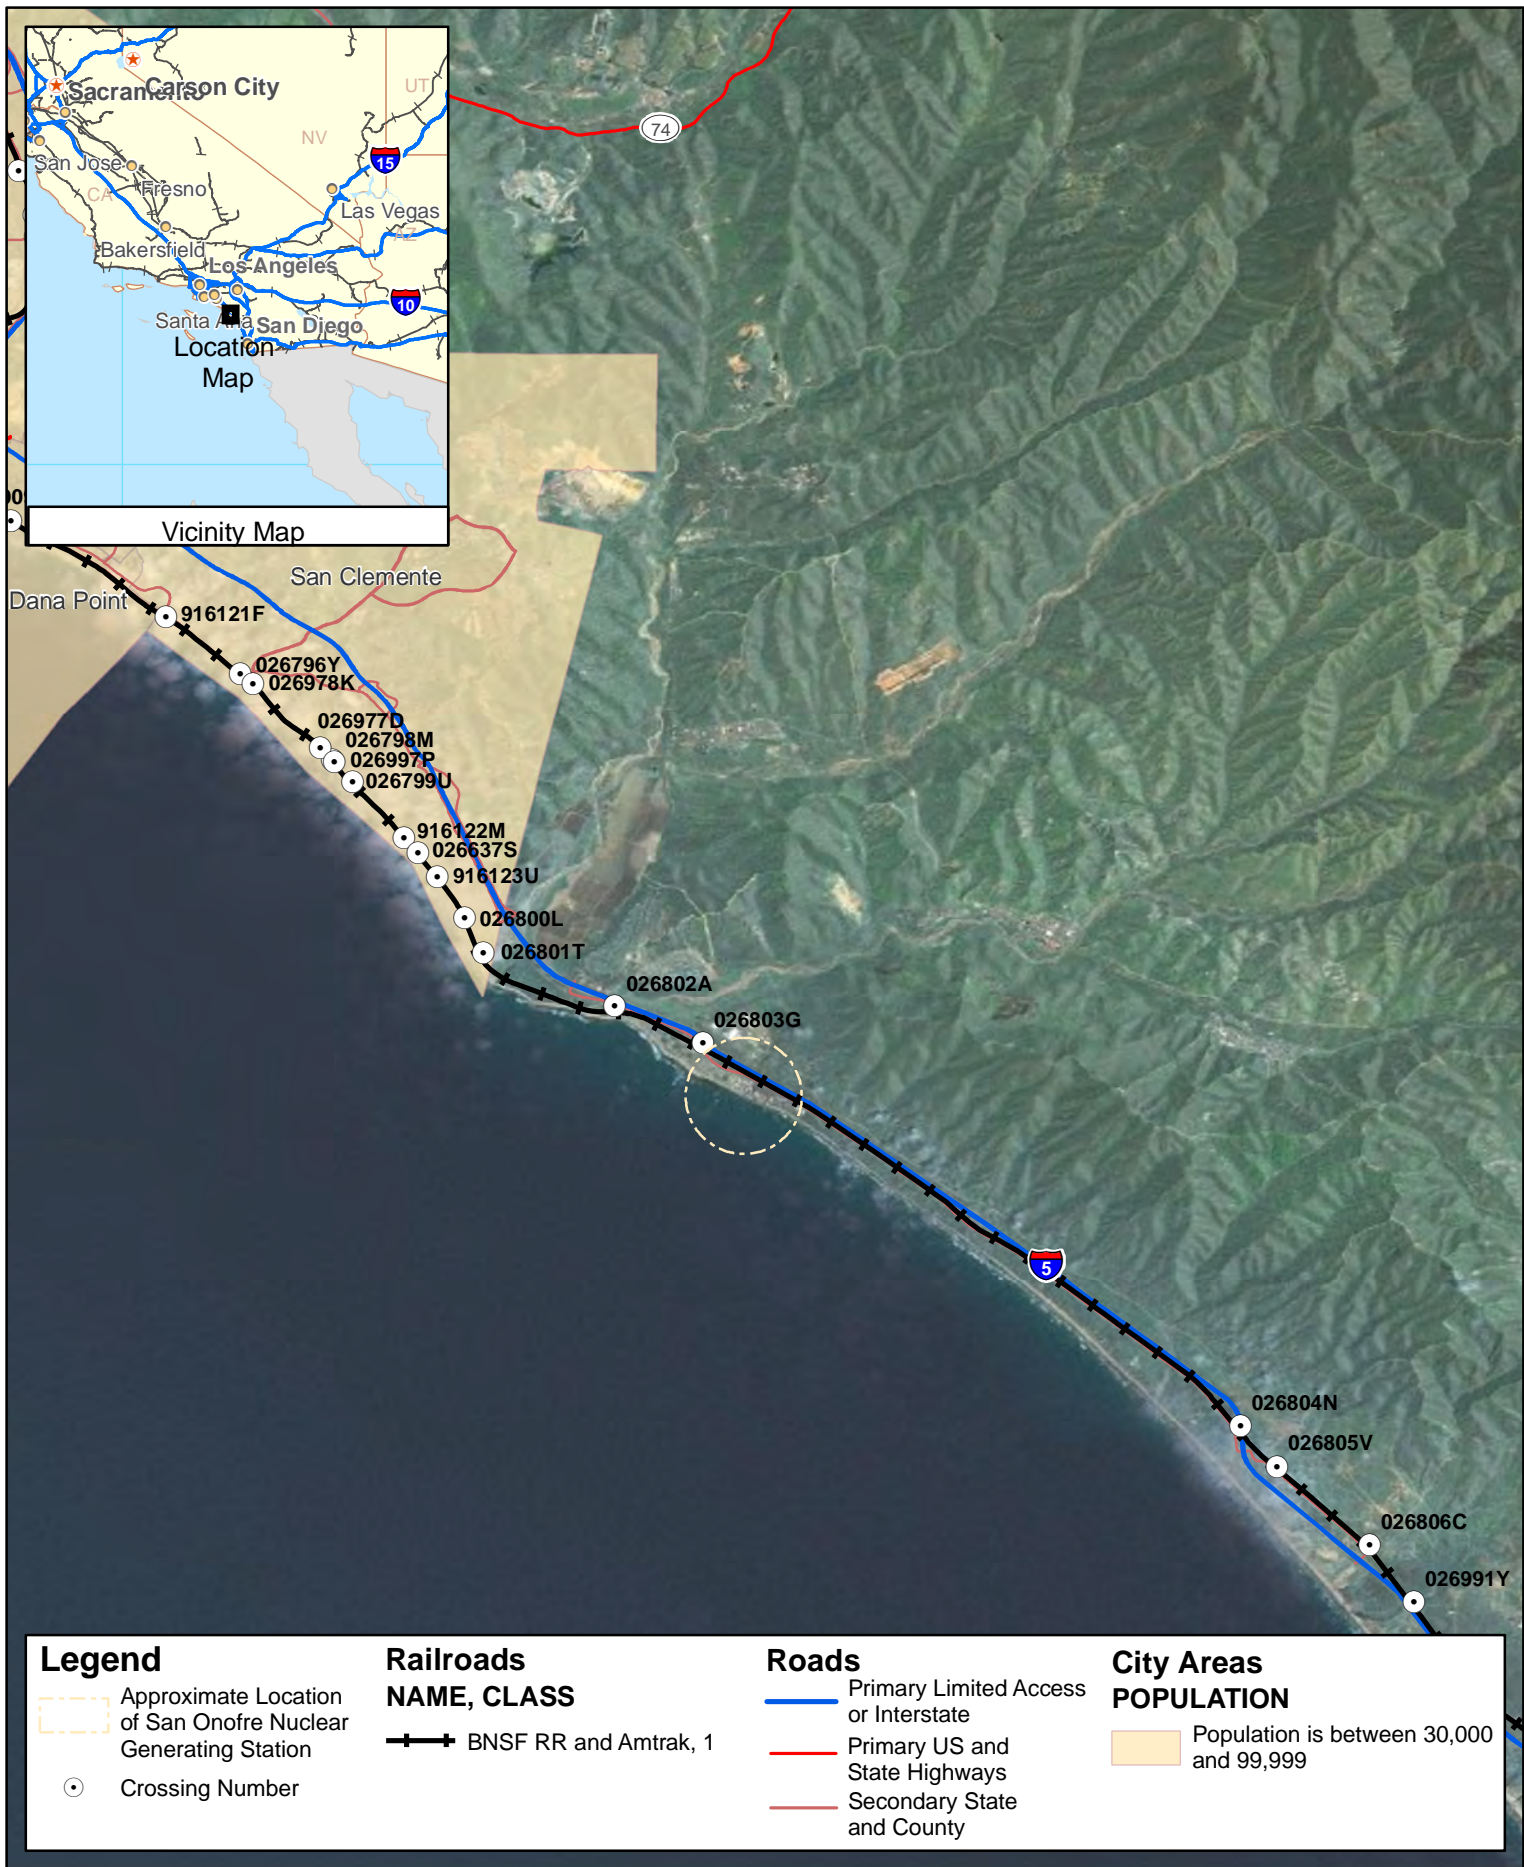 Carson City
Sacramento
UT
NV
74
15
San Jose
CA
Fresno
Las Vegas
AZ
Bakersfield
Los Angeles
10
Santa Ana
San Diego
Location
Map
Vicinity Map
San Clemente
Dana Point
916121F
026796Y
026978K
026977D
026798M
026997P
026799U
916122M
026637S
916123U
026800L
026801T
026802A
026803G
5
026804N
026805V
026806C
026991Y
Legend
Approximate Location
of San Onofre Nuclear
Generating Station
Crossing Number
Railroads
NAME, CLASS
BNSF RR and Amtrak, 1
Roads
Primary Limited Access
or Interstate
Primary US and
State Highways
Secondary State
and County
City Areas
POPULATION
Population is between 30,000
and 99,999